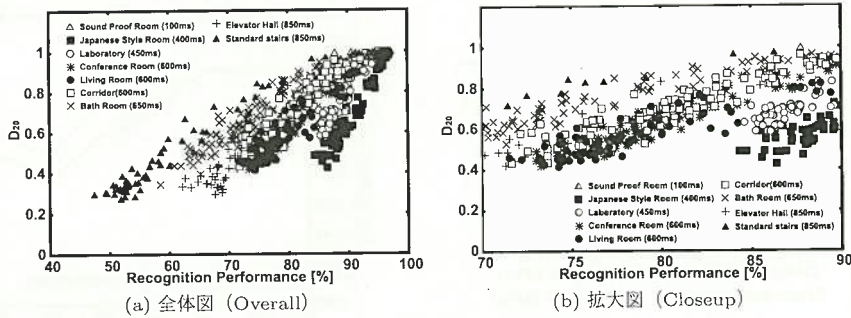 Sound Proof Room (100ms)
Japanese Style Room (400ms)
Laboratory (450ms)
Conference Room (600ms)
Living Room (600ms)
Corridor(600ms)
Bath Room (650ms)
Elevator Hall (850ms)
Standard stairs (850ms)
1
0.8
0.6
0.4
0.2
0
D20
40 50 60 70 80 90 100
Recognition Performance [%]
(a) 全体図 (Overall)
1
0.8
0.6
0.4
0.2
0
D20
Sound Proof Room (100ms)
Japanese Style Room (400ms)
Laboratory (450ms)
Conference Room (600ms)
Living Room (600ms)
Corridor(600ms)
Bath Room (650ms)
Elevator Hall (850ms)
Standard stairs (850ms)
70 75 80 85 90
Recognition Performance [%]
(b) 拡大図 (Closeup)